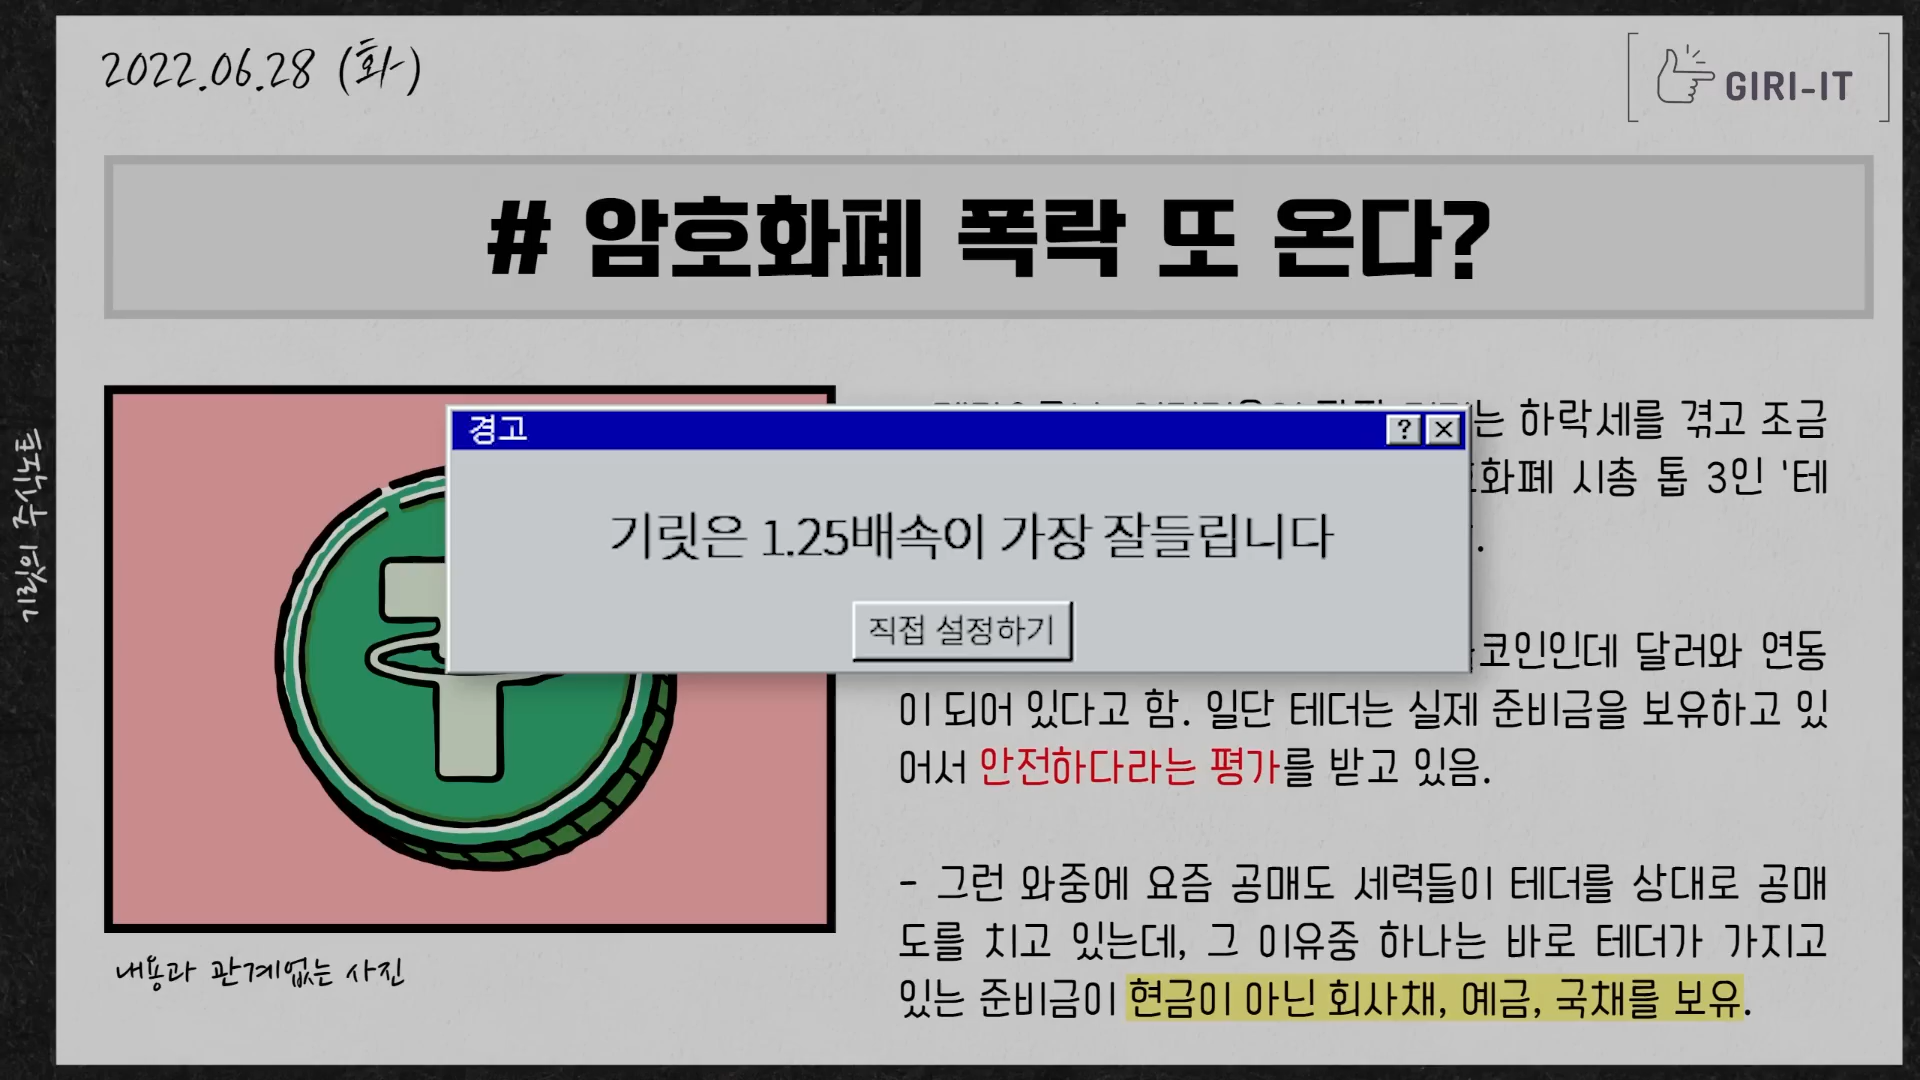 2022.06.28 (화)
GIRI-IT
# 암호화폐 폭락 또 온다?
기릿의 주식노트
는 하락세를 겪고 조금
화폐 시총 톱 3인 '테
.
경고
? ×
기릿은 1.25배속이 가장 잘들립니다
직접 설정하기
코인인데 달러와 연동
이 되어 있다고 함. 일단 테더는 실제 준비금을 보유하고 있
어서 안전하다라는 평가를 받고 있음.
- 그런 와중에 요즘 공매도 세력들이 테더를 상대로 공매
도를 치고 있는데, 그 이유중 하나는 바로 테더가 가지고
있는 준비금이 현금이 아닌 회사채, 예금, 국채를 보유.
내용과 관계없는 사진